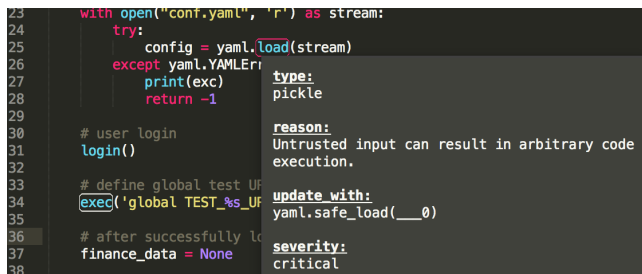 23 with open("conf.yaml", 'r') as stream:
24 try:
25 config = yaml.load(stream)
26 except yaml.YAMLErr
27 print(exc)
28 return -1
29
30 # user login
31 login()
32
33 # define global test UR
34 exec('global TEST_%s_UR
35
36 # after successfully lo
37 finance_data = None
38
type:
pickle
reason:
Untrusted input can result in arbitrary code
execution.
update_with:
yaml.safe_load(___0)
severity:
critical